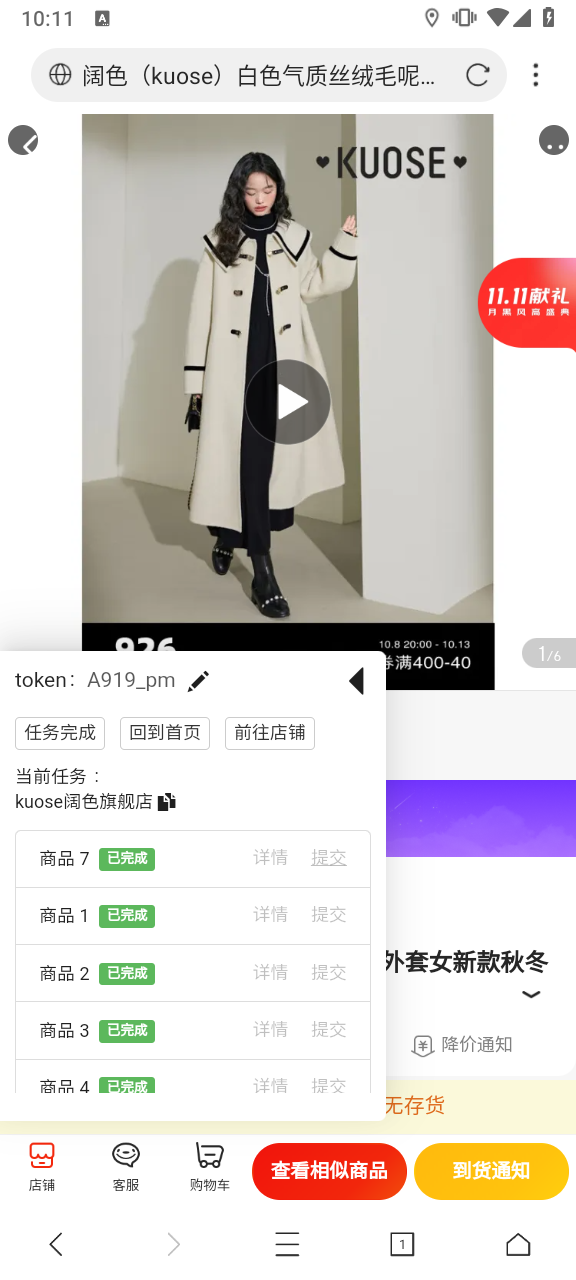 10:11
A
阔色（kuose）白色气质丝绒毛呢...
♥KUOSE♥
11.11献礼
月黑风高盛典
10.8 20:00 - 10.13
券满400-40
1/6
token： A919_pm
任务完成 回到首页 前往店铺
当前任务：
kuose阔色旗舰店
商品 7 已完成 详情 提交
商品 1 已完成 详情 提交
商品 2 已完成 详情 提交
商品 3 已完成 详情 提交
商品 4 已完成 详情 提交
外套女新款秋冬
降价通知
无存货
店铺 客服 购物车 查看相似商品 到货通知
1